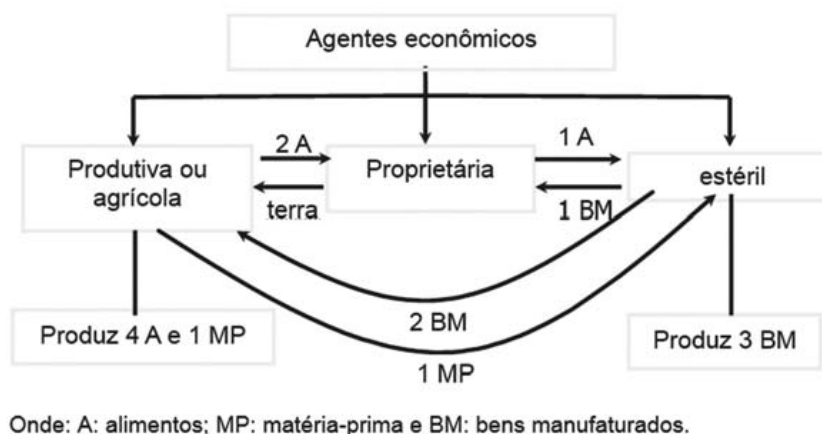 Agentes econômicos
2 A
1 A
Produtiva ou
agrícola
Proprietária
estéril
terra
1 BM
2 BM
Produz 4 A e 1 MP
Produz 3 BM
1 MP
Onde: A: alimentos; MP: matéria-prima e BM: bens manufaturados.